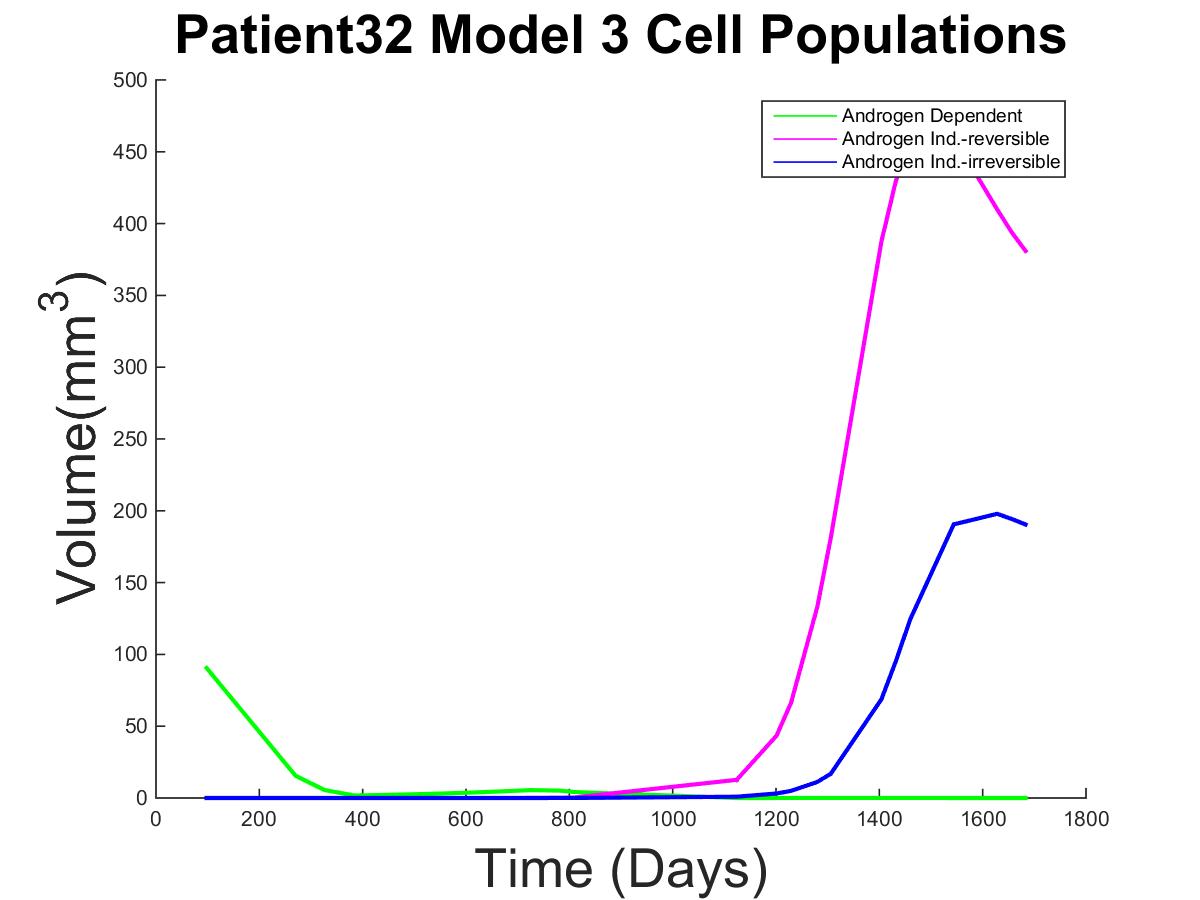 Patient32 Model 3 Cell Populations
500
450
400
350
300
250
200
150
100
50
0
Volume(mm³)
Androgen Dependent
Androgen Ind.-reversible
Androgen Ind.-irreversible
0 200 400 600 800 1000 1200 1400 1600 1800
Time (Days)